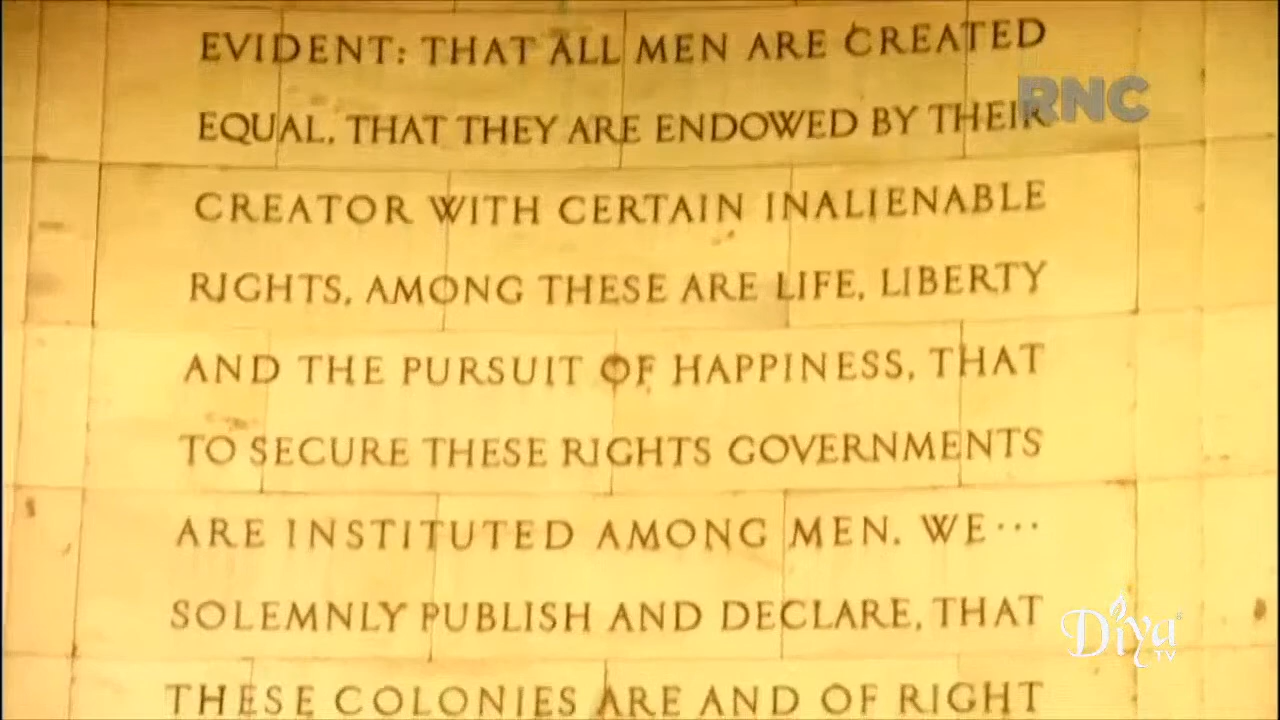 EVIDENT: THAT ALL MEN ARE CREATED
RNC
EQUAL, THAT THEY ARE ENDOWED BY THEIR
CREATOR WITH CERTAIN INALIENABLE
RIGHTS, AMONG THESE ARE LIFE, LIBERTY
AND THE PURSUIT OF HAPPINESS, THAT
TO SECURE THESE RIGHTS GOVERNMENTS
ARE INSTITUTED AMONG MEN. WE···
SOLEMNLY PUBLISH AND DECLARE, THAT
Diya
TV
THESE COLONIES ARE AND OF RIGHT